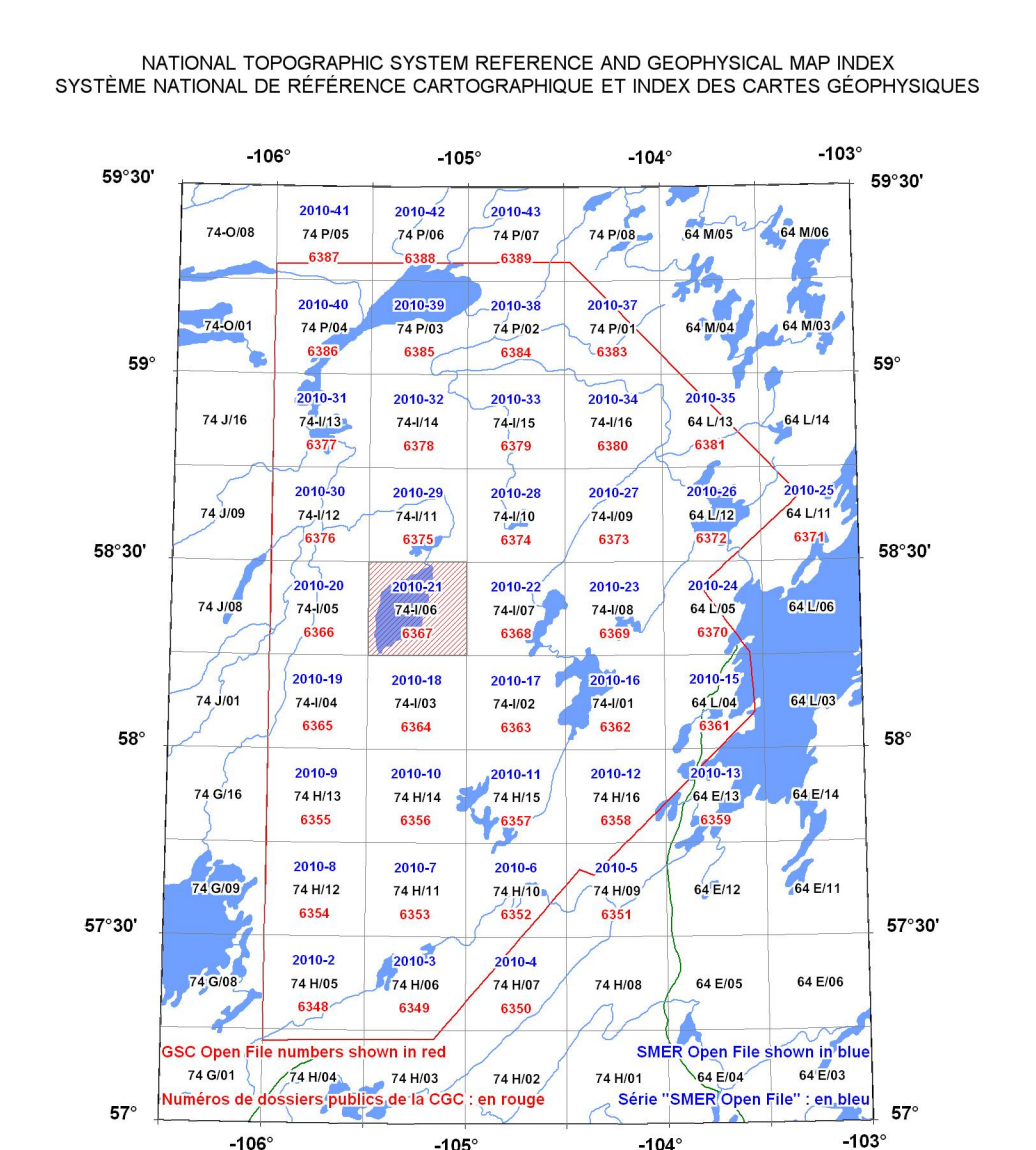 NATIONAL TOPOGRAPHIC SYSTEM REFERENCE AND GEOPHYSICAL MAP INDEX
SYSTÈME NATIONAL DE RÉFÉRENCE CARTOGRAPHIQUE ET INDEX DES CARTES GÉOPHYSIQUES
-106° -105° -104° -103°
59°30' 59°30'
2010-41 2010-42 2010-43
74-O/08 74 P/05 74 P/06 74 P/07 74 P/08 64 M/05 64 M/06
6387 6388 6389
2010-40 2010-39 2010-38 2010-37
74-O/01 74 P/04 74 P/03 74 P/02 74 P/01 64 M/04 64 M/03
6386 6385 6384 6383
59° 59°
2010-31 2010-32 2010-33 2010-34 2010-35
74 J/16 74-I/13 74-I/14 74-I/15 74-I/16 64 L/13 64 L/14
6377 6378 6379 6380 6381
2010-30 2010-29 2010-28 2010-27 2010-26 2010-25
74 J/09 74-I/12 74-I/11 74-I/10 74-I/09 64 L/12 64 L/11
6376 6375 6374 6373 6372 6371
58°30' 58°30'
2010-20 2010-21 2010-22 2010-23 2010-24
74 J/08 74-I/05 74-I/06 74-I/07 74-I/08 64 L/05 64 L/06
6366 6367 6368 6369 6370
2010-19 2010-18 2010-17 2010-16 2010-15
74 J/01 74-I/04 74-I/03 74-I/02 74-I/01 64 L/04 64 L/03
6365 6364 6363 6362 6361
58° 58°
2010-9 2010-10 2010-11 2010-12 2010-13
74 G/16 74 H/13 74 H/14 74 H/15 74 H/16 64 E/13 64 E/14
6355 6356 6357 6358 6359
2010-8 2010-7 2010-6 2010-5
74 G/09 74 H/12 74 H/11 74 H/10 74 H/09 64 E/12 64 E/11
6354 6353 6352 6351
57°30' 57°30'
2010-2 2010-3 2010-4
74 G/08 74 H/05 74 H/06 74 H/07 74 H/08 64 E/05 64 E/06
6348 6349 6350
GSC Open File numbers shown in red SMER Open File shown in blue
74 G/01 74 H/04 74 H/03 74 H/02 74 H/01 64 E/04 64 E/03
Numéros de dossiers publics de la CGC : en rouge Série "SMER Open File" : en bleu
57° 57°
-106° -105° -104° -103°